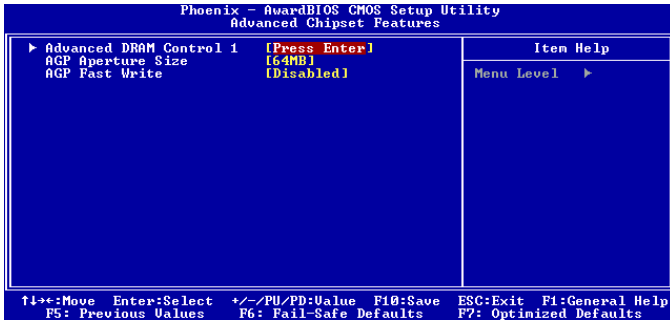 Phoenix - AwardBIOS CMOS Setup Utility
Advanced Chipset Features
▶ Advanced DRAM Control 1 [Press Enter]
AGP Aperture Size [64MB]
AGP Fast Write [Disabled]
Item Help
Menu Level ▶
↑↓→←:Move Enter:Select +/-/PU/PD:Value F10:Save ESC:Exit F1:General Help
F5: Previous Values F6: Fail-Safe Defaults F7: Optimized Defaults